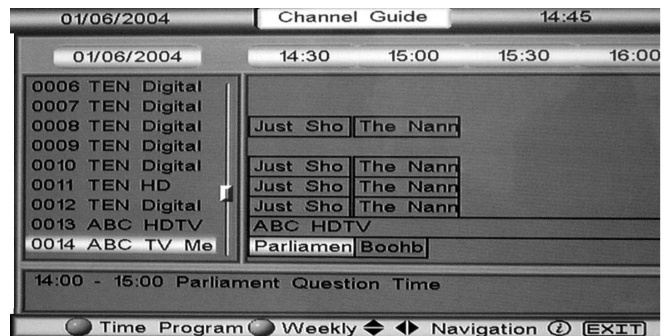 01/06/2004 Channel Guide 14:45
01/06/2004 14:30 15:00 15:30 16:00
0006 TEN Digital
0007 TEN Digital
0008 TEN Digital Just Sho The Nann
0009 TEN Digital
0010 TEN Digital Just Sho The Nann
0011 TEN HD Just Sho The Nann
0012 TEN Digital Just Sho The Nann
0013 ABC HDTV ABC HDTV
0014 ABC TV Me Parliamen Boohb
14:00 - 15:00 Parliament Question Time
Time Program Weekly Navigation i EXIT